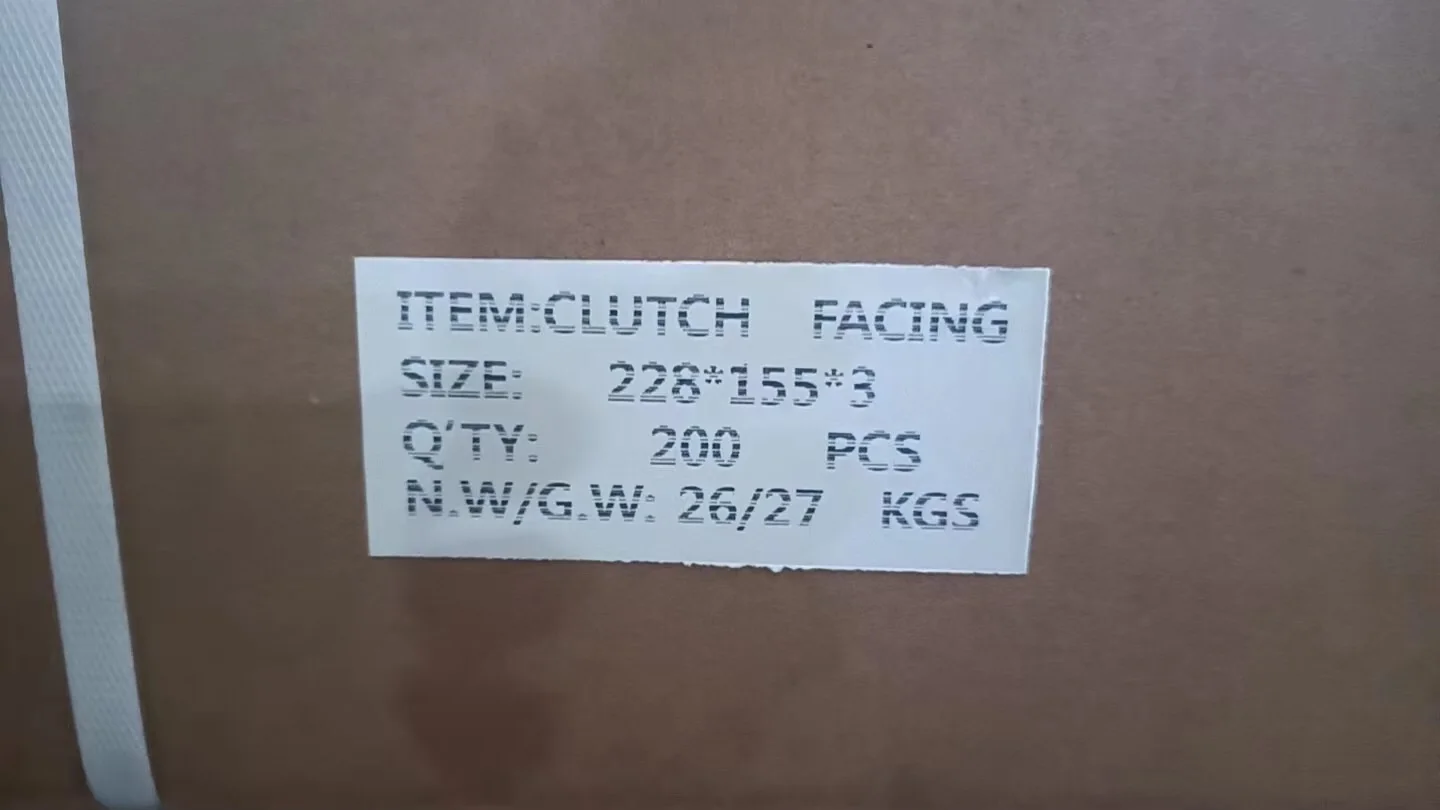 ITEM:CLUTCH FACING
SIZE: 228*155*3
Q'TY: 200 PCS
N.W/G.W: 26/27 KGS